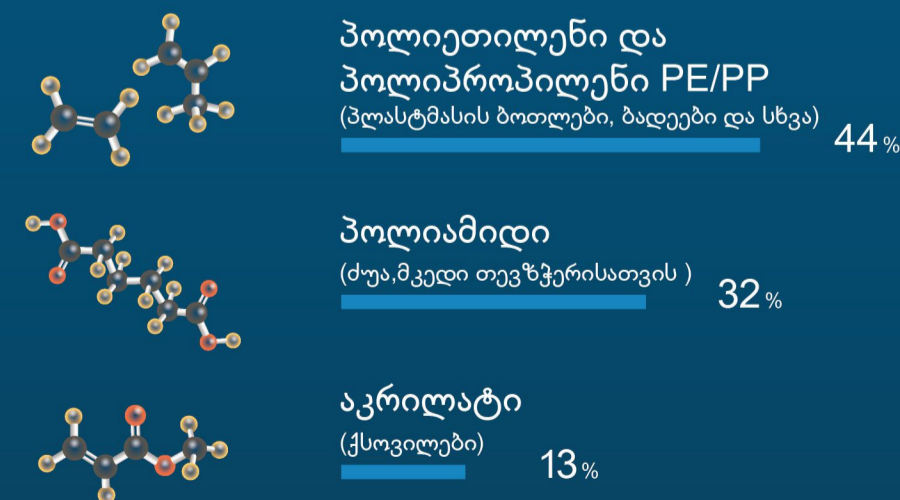 პოლიეთილენი და
პოლიპროპილენი PE/PP
(პლასტმასის ბოთლები, ბადეები და სხვა)
44 %
პოლიამიდი
(ძუა,მკედი თევზჭერისათვის )
32 %
აკრილატი
(ქსოვილები)
13 %